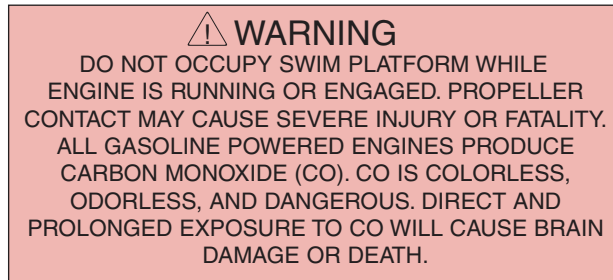 WARNING
DO NOT OCCUPY SWIM PLATFORM WHILE
ENGINE IS RUNNING OR ENGAGED. PROPELLER
CONTACT MAY CAUSE SEVERE INJURY OR FATALITY.
ALL GASOLINE POWERED ENGINES PRODUCE
CARBON MONOXIDE (CO). CO IS COLORLESS,
ODORLESS, AND DANGEROUS. DIRECT AND
PROLONGED EXPOSURE TO CO WILL CAUSE BRAIN
DAMAGE OR DEATH.